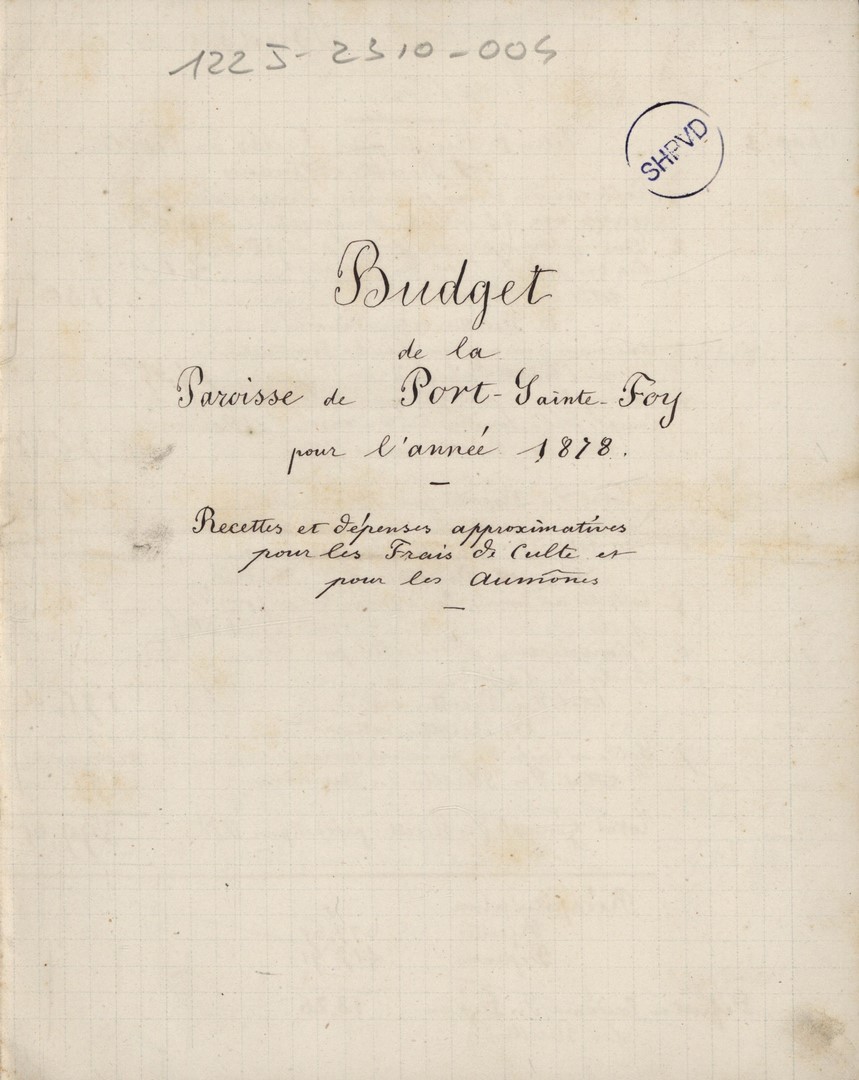 122J-2310-004
SHPVD
Budget
de la
Paroisse de Port-Sainte-Foy
pour l'année 1878.
Recettes et dépenses approximatives
pour les Frais de Culte et
pour les Aumônes